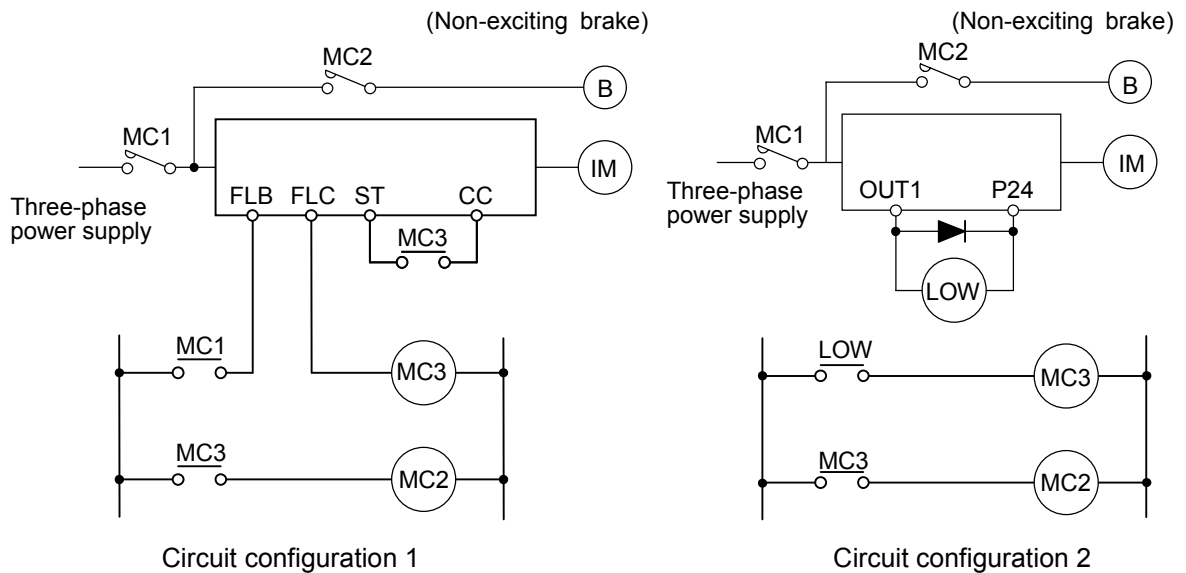 (Non-exciting brake)
MC2
B
MC1
IM
FLB FLC ST CC
Three-phase
power supply
MC3
MC1
MC3
MC3
MC2
Circuit configuration 1
(Non-exciting brake)
MC2
B
MC1
IM
OUT1 P24
Three-phase
power supply
LOW
LOW
MC3
MC3
MC2
Circuit configuration 2